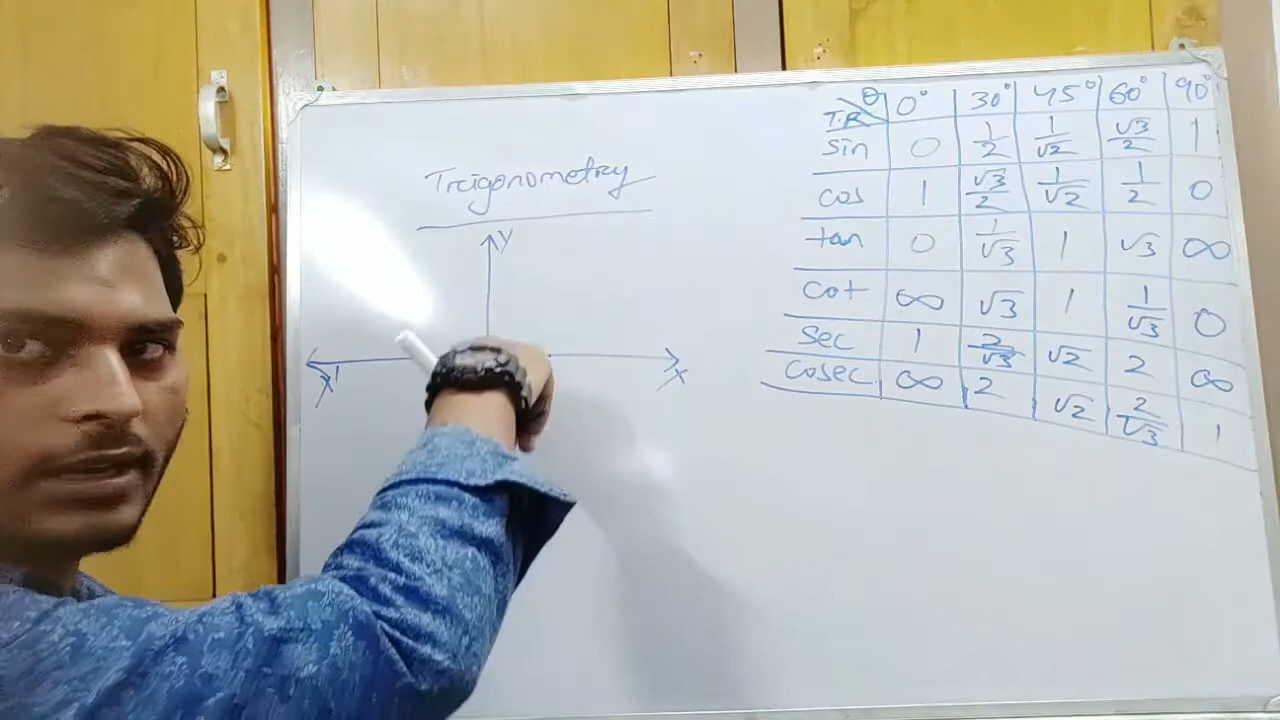 Trigonometry
Y
X' X
T.R θ 0° 30° 45° 60° 90°
sin 0 1/2 1/√2 √3/2 1
cos 1 √3/2 1/√2 1/2 0
tan 0 1/√3 1 √3 ∞
cot ∞ √3 1 1/√3 0
sec 1 2/√3 √2 2 ∞
cosec ∞ 2 √2 2/√3 1